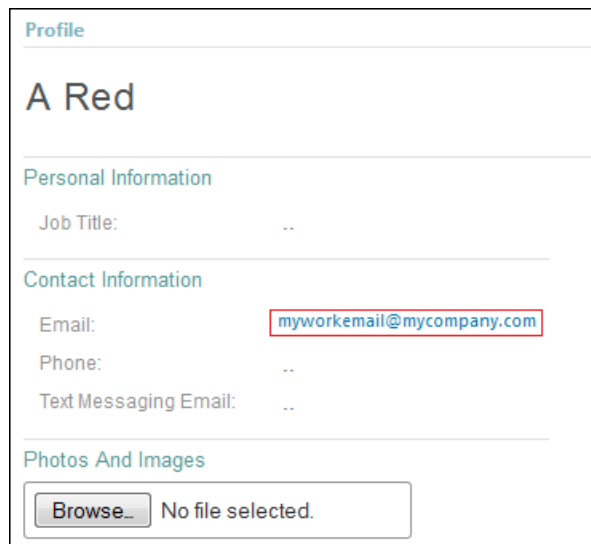 Profile
A Red
Personal Information
Job Title: ..
Contact Information
Email: myworkemail@mycompany.com
Phone: ..
Text Messaging Email: ..
Photos And Images
Browse… No file selected.